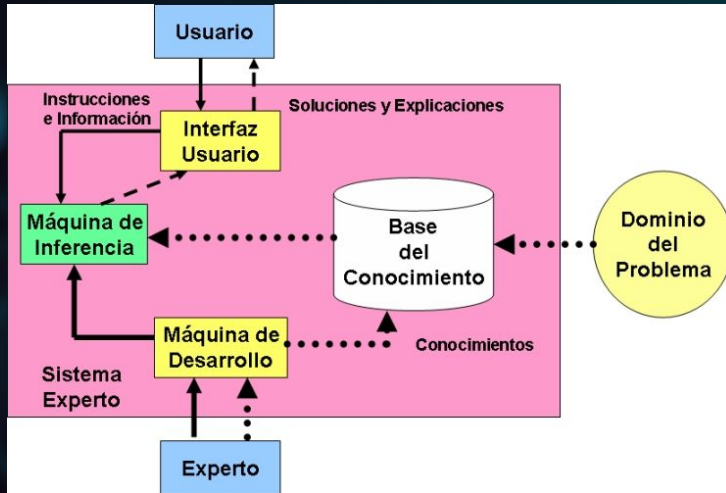 Usuario
Instrucciones
e Información
Soluciones y Explicaciones
Interfaz
Usuario
Máquina de
Inferencia
Base
del
Conocimiento
Dominio
del
Problema
Máquina de
Desarrollo
Conocimientos
Sistema
Experto
Experto